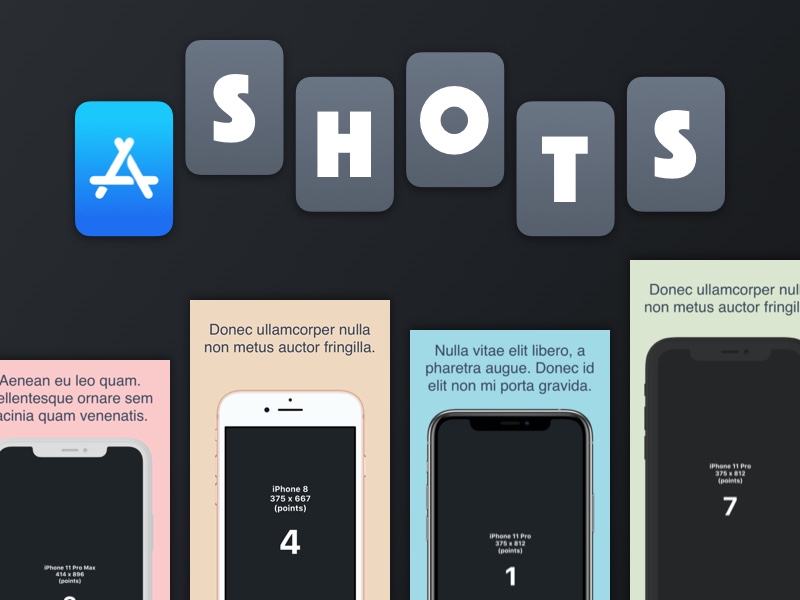 SHOTS
Aenean eu leo quam.
ellentesque ornare sem
acinia quam venenatis.
iPhone 11 Pro Max
414 x 896
(points)
Donec ullamcorper nulla
non metus auctor fringilla.
iPhone 8
375 x 667
(points)
4
Nulla vitae elit libero, a
pharetra augue. Donec id
elit non mi porta gravida.
iPhone 11 Pro
375 x 812
(points)
1
Donec ullamcorper nul
non metus auctor fringil
iPhone 11 Pro
375 x 812
(points)
7